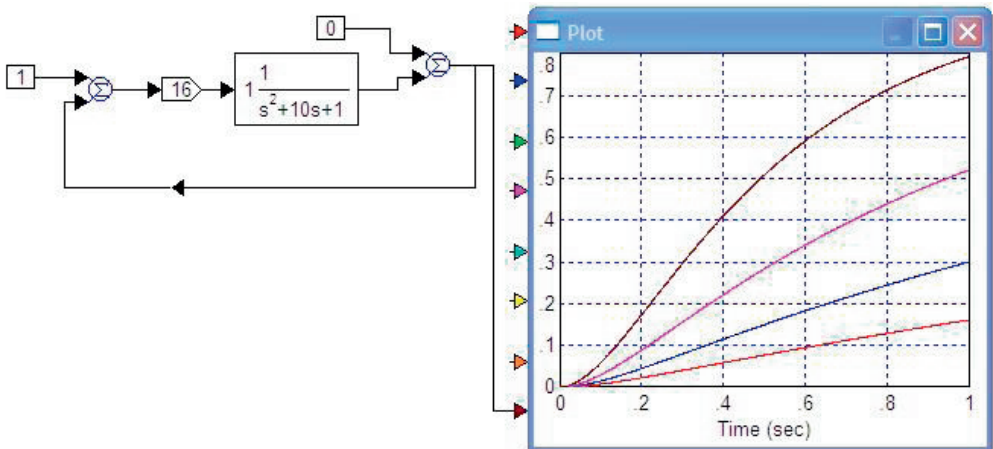 0
1
Σ
16
1
1
s²+10s+1
Σ
Plot
.8
.7
.6
.5
.4
.3
.2
.1
0
0 .2 .4 .6 .8 1
Time (sec)